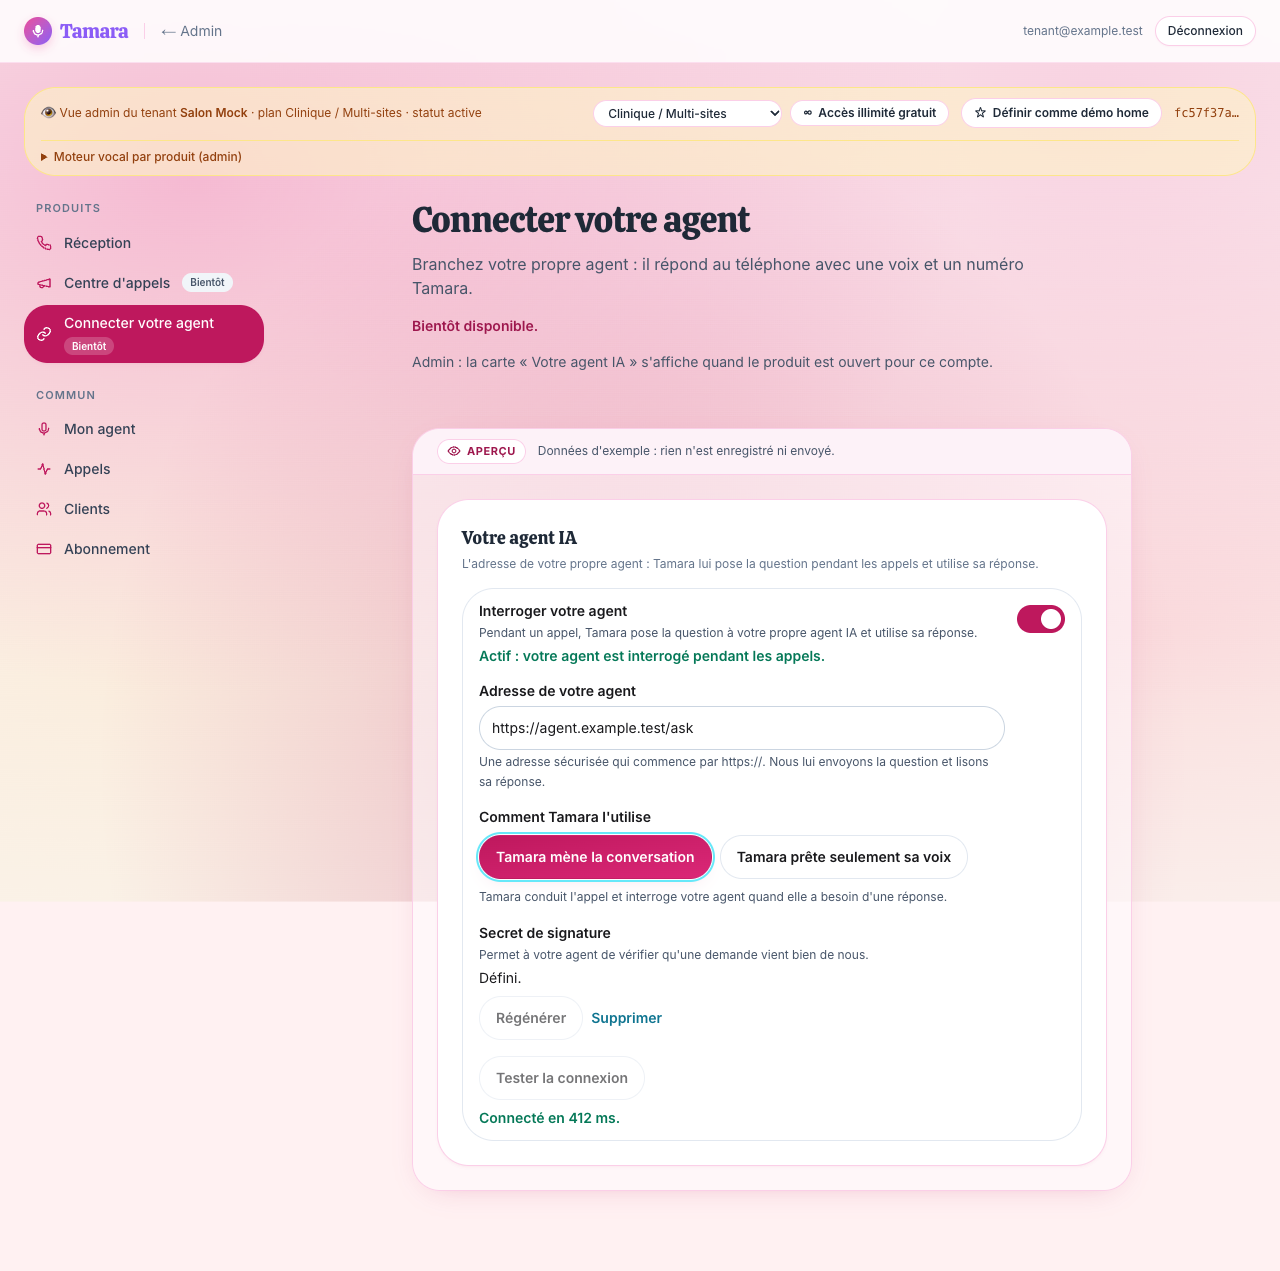 Tamara
← Admin
tenant@example.test
Déconnexion
Vue admin du tenant Salon Mock · plan Clinique / Multi-sites · statut active
Clinique / Multi-sites
∞ Accès illimité gratuit
☆ Définir comme démo home
fc57f37a…
▶ Moteur vocal par produit (admin)
PRODUITS
Réception
Centre d'appels
Bientôt
Connecter votre agent
Bientôt
COMMUN
Mon agent
Appels
Clients
Abonnement
Connecter votre agent
Branchez votre propre agent : il répond au téléphone avec une voix et un numéro
Tamara.
Bientôt disponible.
Admin : la carte « Votre agent IA » s'affiche quand le produit est ouvert pour ce compte.
APERÇU
Données d'exemple : rien n'est enregistré ni envoyé.
Votre agent IA
L'adresse de votre propre agent : Tamara lui pose la question pendant les appels et utilise sa réponse.
Interroger votre agent
Pendant un appel, Tamara pose la question à votre propre agent IA et utilise sa réponse.
Actif : votre agent est interrogé pendant les appels.
Adresse de votre agent
https://agent.example.test/ask
Une adresse sécurisée qui commence par https://. Nous lui envoyons la question et lisons
sa réponse.
Comment Tamara l'utilise
Tamara mène la conversation
Tamara prête seulement sa voix
Tamara conduit l'appel et interroge votre agent quand elle a besoin d'une réponse.
Secret de signature
Permet à votre agent de vérifier qu'une demande vient bien de nous.
Défini.
Régénérer
Supprimer
Tester la connexion
Connecté en 412 ms.